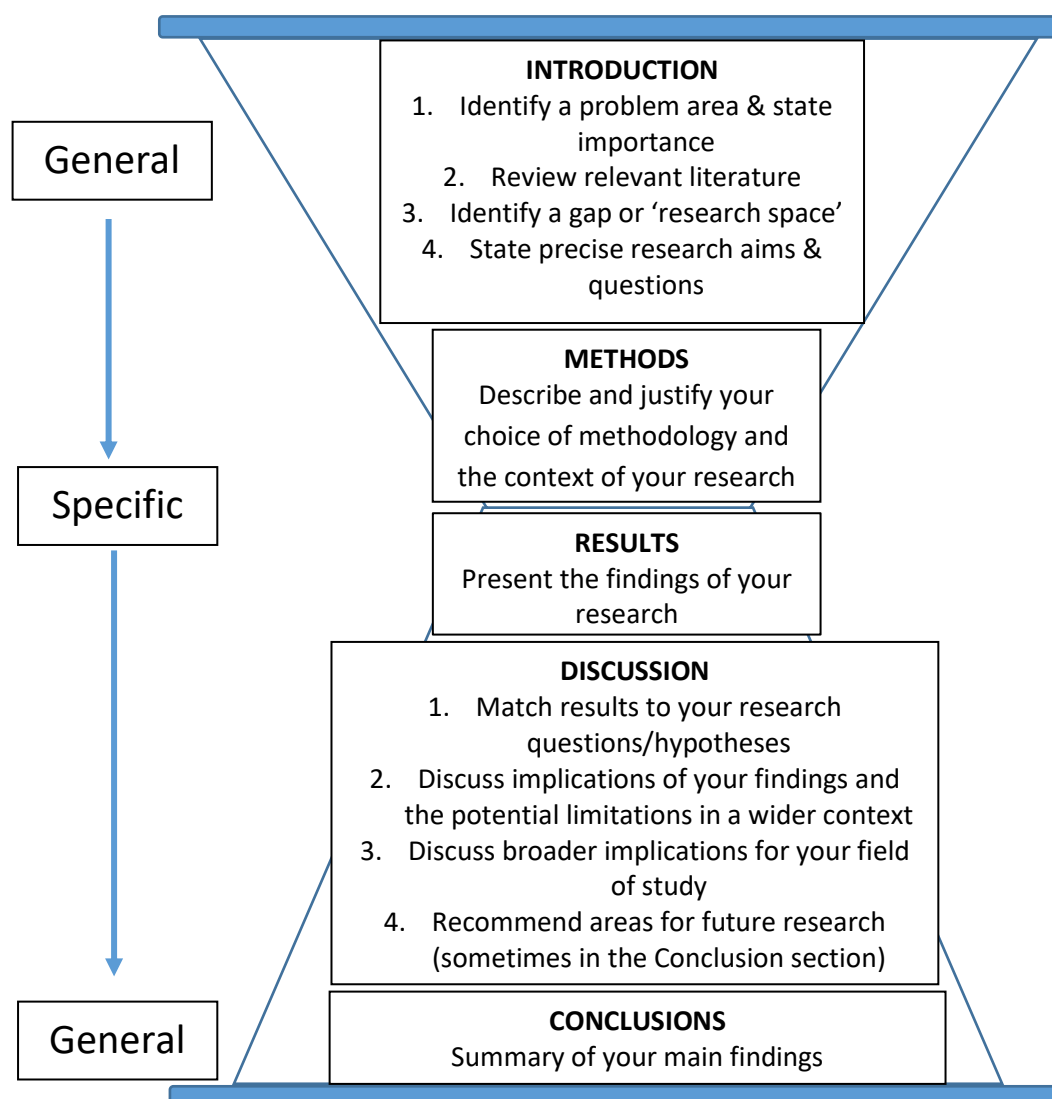 INTRODUCTION
1. Identify a problem area & state
importance
2. Review relevant literature
3. Identify a gap or ‘research space’
4. State precise research aims &
questions
General
METHODS
Describe and justify your
choice of methodology and
the context of your research
Specific
RESULTS
Present the findings of your
research
DISCUSSION
1. Match results to your research
questions/hypotheses
2. Discuss implications of your findings and
the potential limitations in a wider context
3. Discuss broader implications for your field
of study
4. Recommend areas for future research
(sometimes in the Conclusion section)
General
CONCLUSIONS
Summary of your main findings